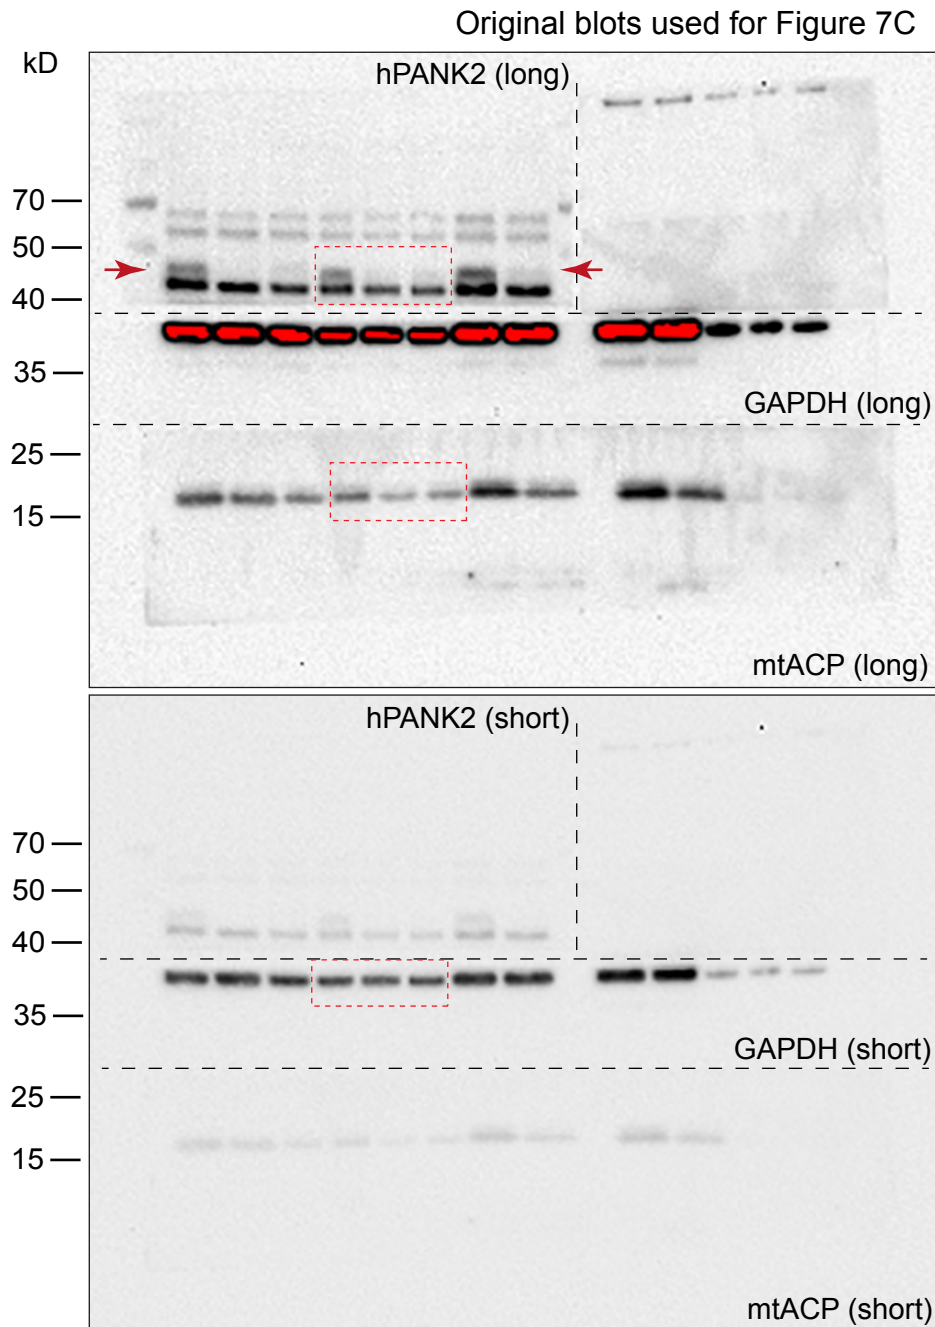 Original blots used for Figure 7C
kD
hPANK2 (long)
70
50
40
35
GAPDH (long)
25
15
mtACP (long)
hPANK2 (short)
70
50
40
35
GAPDH (short)
25
15
mtACP (short)